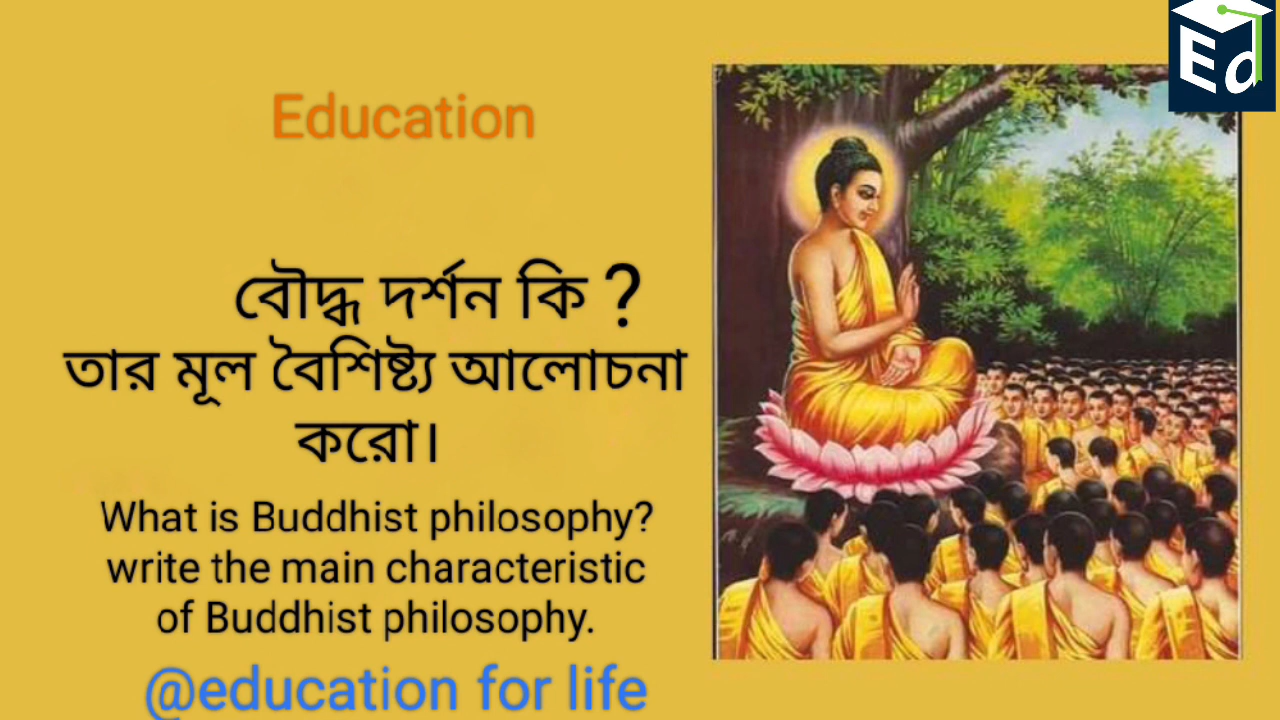 Ed
Education
বৌদ্ধ দর্শন কি ?
তার মূল বৈশিষ্ট্য আলোচনা
করো।
What is Buddhist philosophy?
write the main characteristic
of Buddhist philosophy.
@education for life